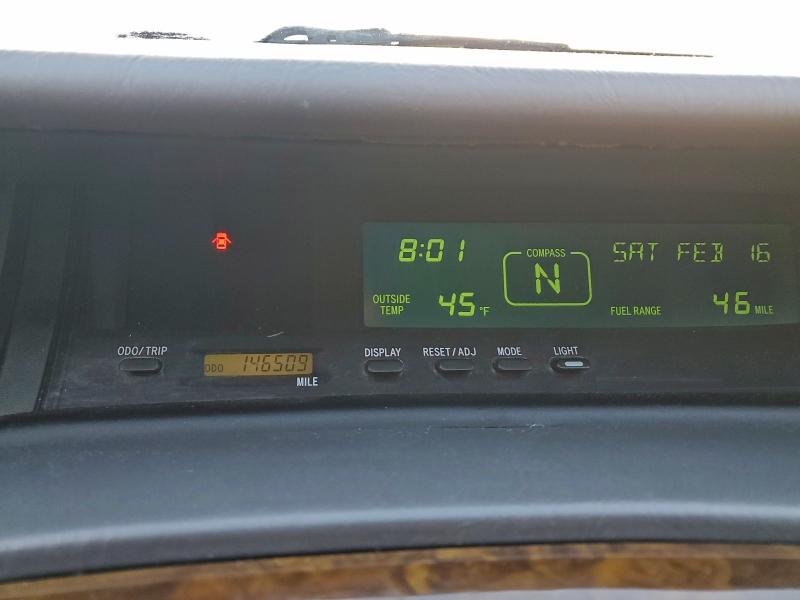 8:01 COMPASS SAT FEB 16
N
OUTSIDE TEMP 45 °F FUEL RANGE 46 MILE
ODO/TRIP DISPLAY RESET/ADJ MODE LIGHT
ODO 146509
MILE